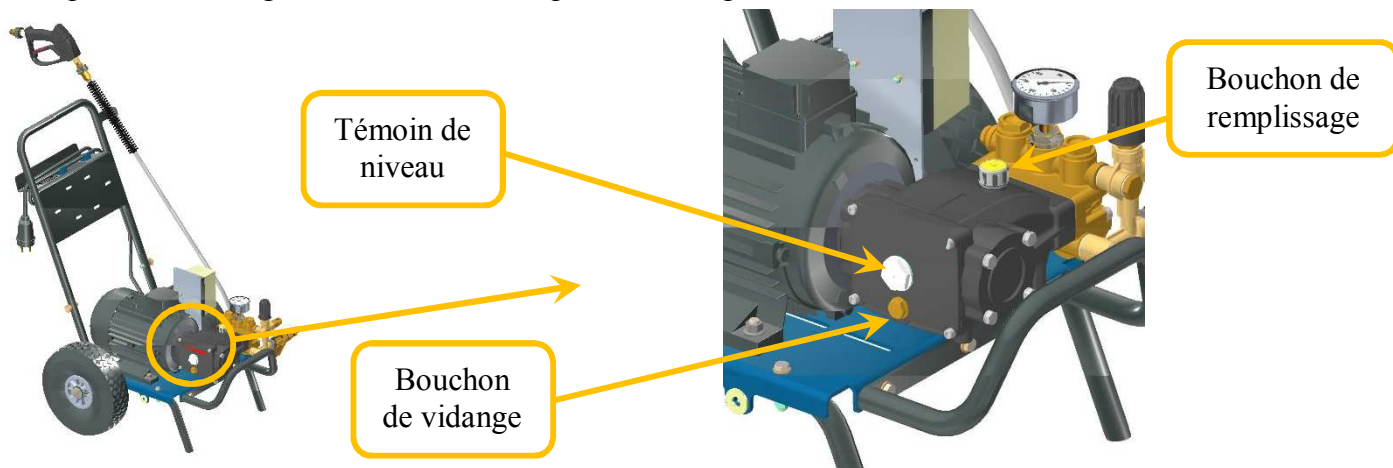 Témoin de
niveau
Bouchon de
remplissage
Bouchon
de vidange